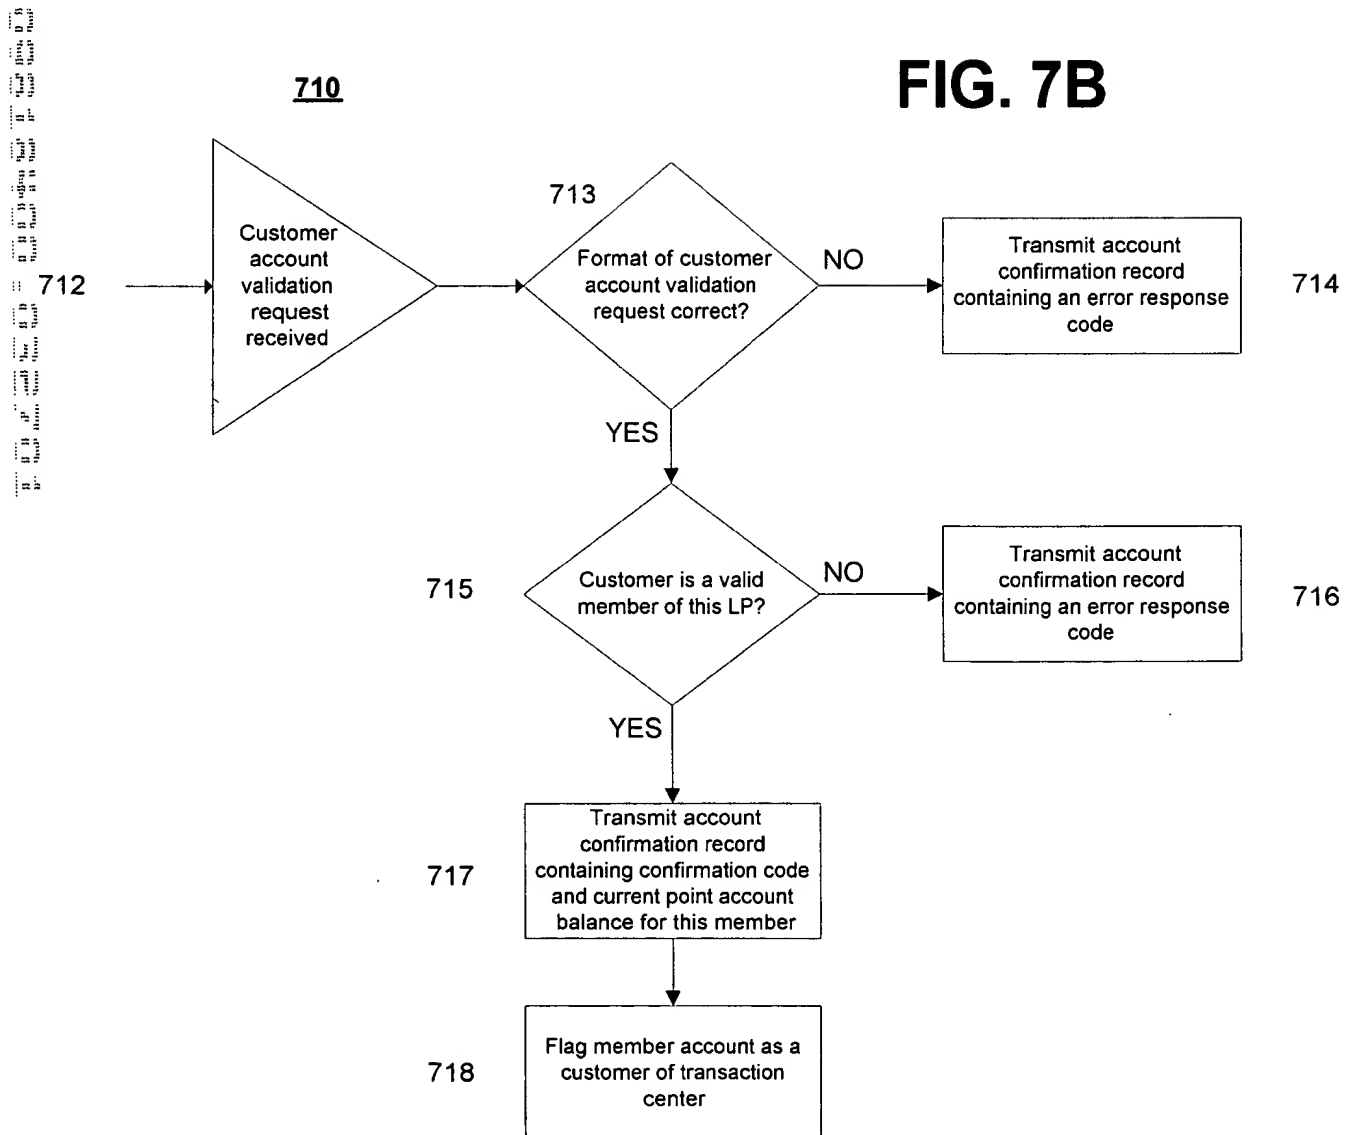 710
FIG. 7B
712
Customer
account
validation
request
received
713
Format of customer
account validation
request correct?
NO
Transmit account
confirmation record
containing an error response
code
714
YES
715
Customer is a valid
member of this LP?
NO
Transmit account
confirmation record
containing an error response
code
716
YES
717
Transmit account
confirmation record
containing confirmation code
and current point account
balance for this member
718
Flag member account as a
customer of transaction
center